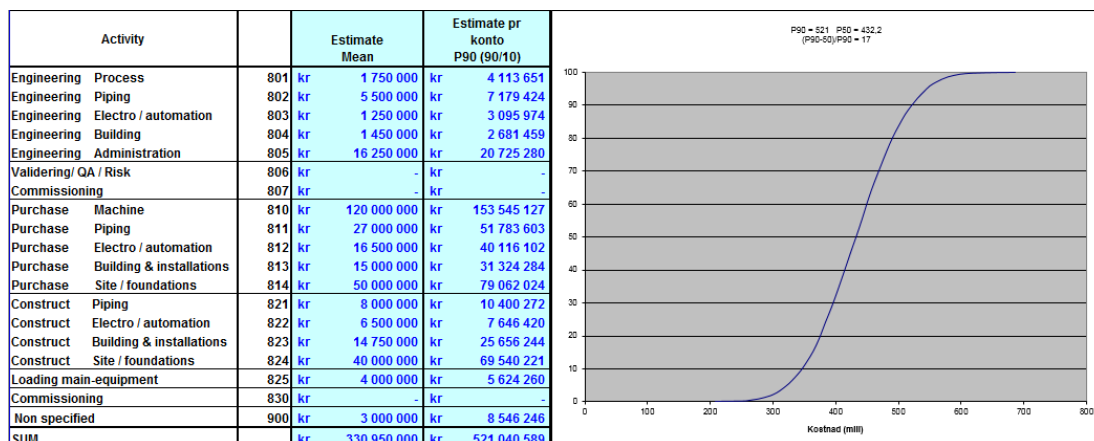 Activity Estimate Mean Estimate pr konto P90 (90/10)
Engineering Process 801 kr 1 750 000 kr 4 113 651
Engineering Piping 802 kr 5 500 000 kr 7 179 424
Engineering Electro / automation 803 kr 1 250 000 kr 3 095 974
Engineering Building 804 kr 1 450 000 kr 2 681 459
Engineering Administration 805 kr 16 250 000 kr 20 725 280
Validering/ QA / Risk 806 kr - kr -
Commissioning 807 kr - kr -
Purchase Machine 810 kr 120 000 000 kr 153 545 127
Purchase Piping 811 kr 27 000 000 kr 51 783 603
Purchase Electro / automation 812 kr 16 500 000 kr 40 116 102
Purchase Building & installations 813 kr 15 000 000 kr 31 324 284
Purchase Site / foundations 814 kr 50 000 000 kr 79 062 024
Construct Piping 821 kr 8 000 000 kr 10 400 272
Construct Electro / automation 822 kr 6 500 000 kr 7 646 420
Construct Building & installations 823 kr 14 750 000 kr 25 656 244
Construct Site / foundations 824 kr 40 000 000 kr 69 540 221
Loading main-equipment 825 kr 4 000 000 kr 5 624 260
Commissioning 830 kr - kr -
Non specified 900 kr 3 000 000 kr 8 546 246
SUM kr 330 950 000 kr 521 040 589
P90 = 521 P50 = 432,2
(P90-50)/P90 = 17
100
90
80
70
60
50
40
30
20
10
0
0 100 200 300 400 500 600 700 800
Kostnad (mill)